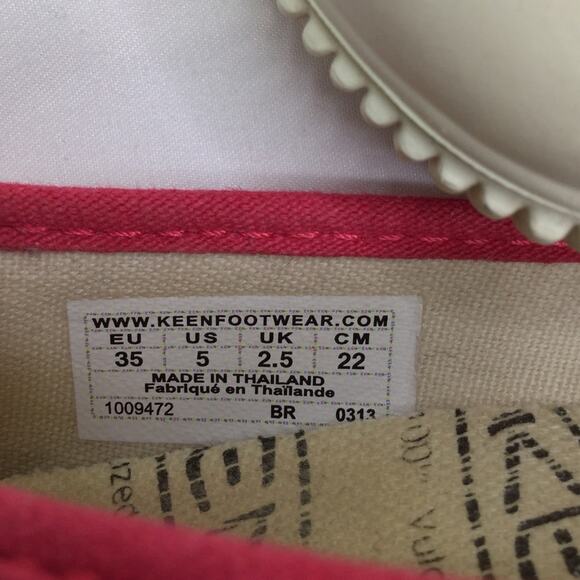 WWW.KEENFOOTWEAR.COM
EU US UK CM
35 5 2.5 22
MADE IN THAILAND
Fabriqué en Thaïlande
1009472 BR 0313